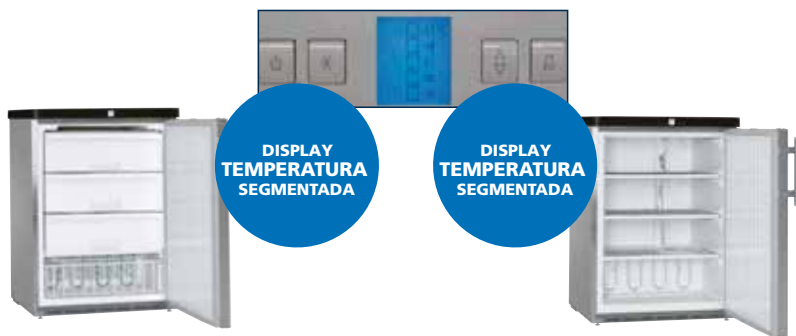 DISPLAY
TEMPERATURA
SEGMENTADA
DISPLAY
TEMPERATURA
SEGMENTADA